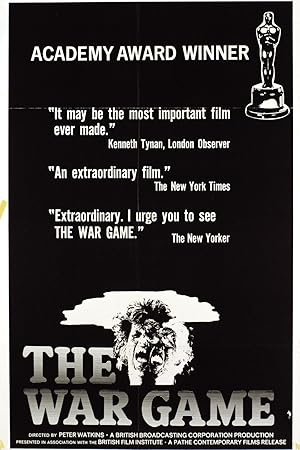 ACADEMY AWARD WINNER
"It may be the most important film
ever made."
Kenneth Tynan, London Observer
"An extraordinary film."
The New York Times
"Extraordinary. I urge you to see
THE WAR GAME."
The New Yorker
THE
WAR GAME
DIRECTED BY PETER WATKINS - A BRITISH BROADCASTING CORPORATION PRODUCTION
PRESENTED IN ASSOCIATION WITH THE BRITISH FILM INSTITUTE - A PATHE CONTEMPORARY FILMS RELEASE